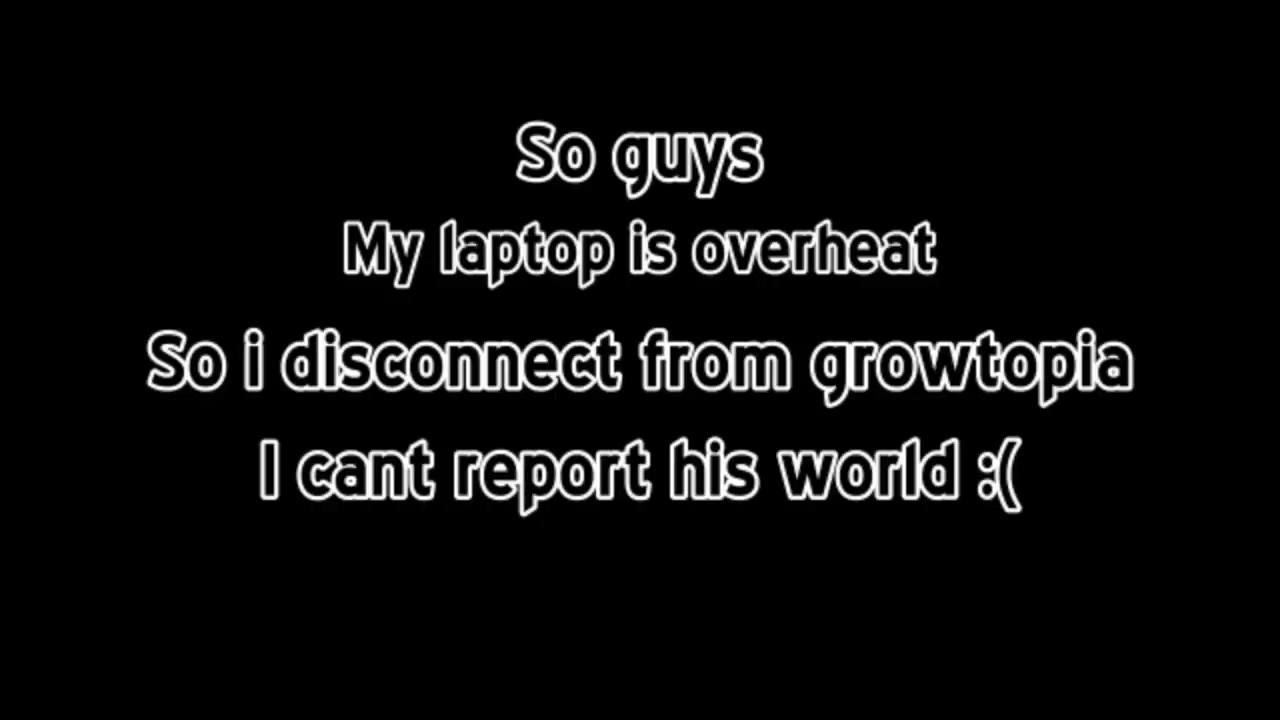 So guys
My laptop is overheat
So i disconnect from growtopia
I cant report his world :(